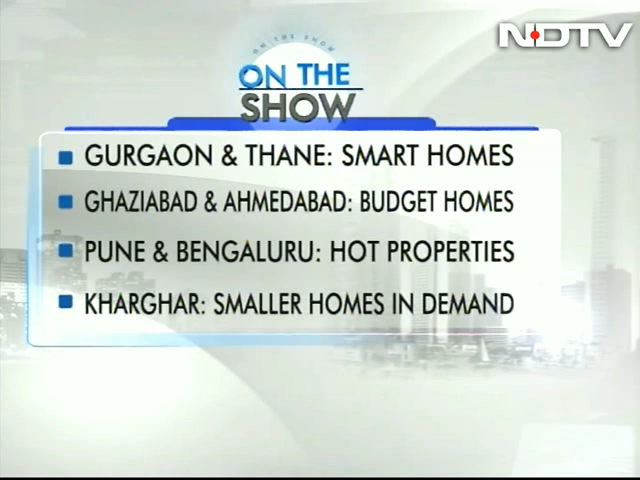 NDTV
ON THE SHOW
ON THE
SHOW
GURGAON & THANE: SMART HOMES
GHAZIABAD & AHMEDABAD: BUDGET HOMES
PUNE & BENGALURU: HOT PROPERTIES
KHARGHAR: SMALLER HOMES IN DEMAND